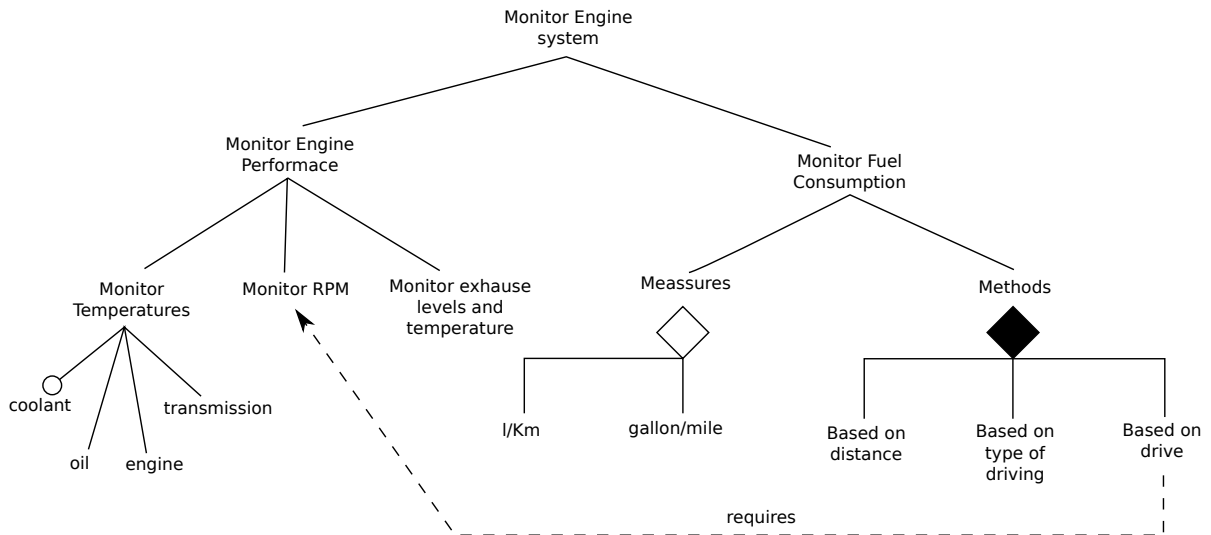 Monitor Engine
system
Monitor Engine
Performace
Monitor Fuel
Consumption
Monitor
Temperatures
Monitor RPM
Monitor exhause
levels and
temperature
Meassures
Methods
coolant
transmission
oil
engine
l/Km
gallon/mile
Based on
distance
Based on
type of
driving
Based on
drive
requires